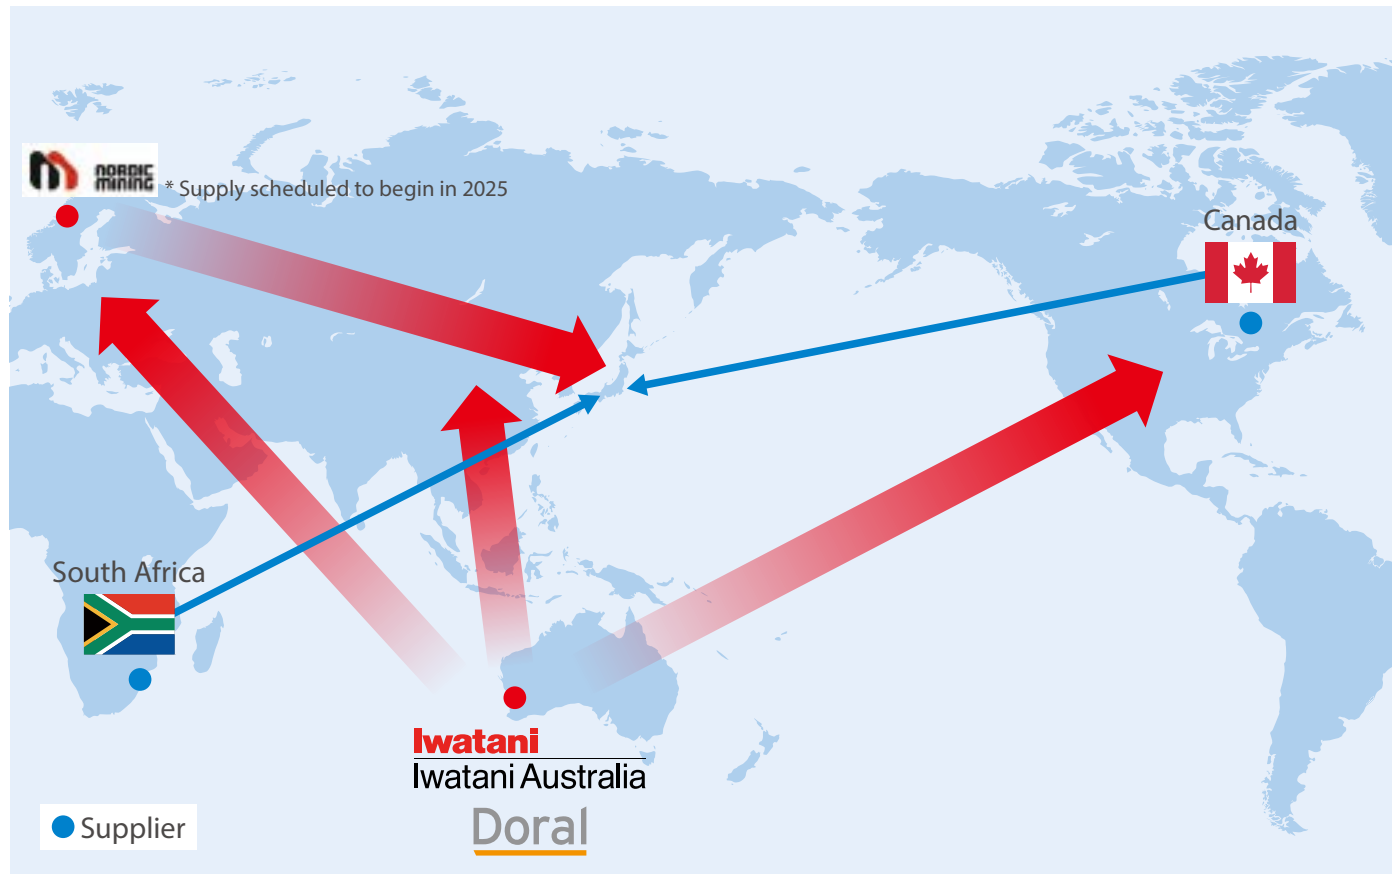 NORDIC
MINING
* Supply scheduled to begin in 2025
Canada
South Africa
Iwatani
Iwatani Australia
Doral
Supplier